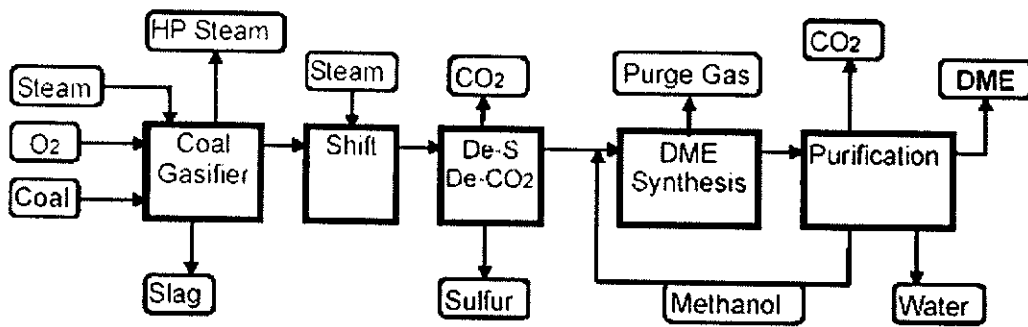 HP Steam
CO₂
Steam
Steam
CO₂
Purge Gas
DME
O₂
Coal
Gasifier
Shift
De-S
De-CO₂
DME
Synthesis
Purification
Coal
Slag
Sulfur
Methanol
Water